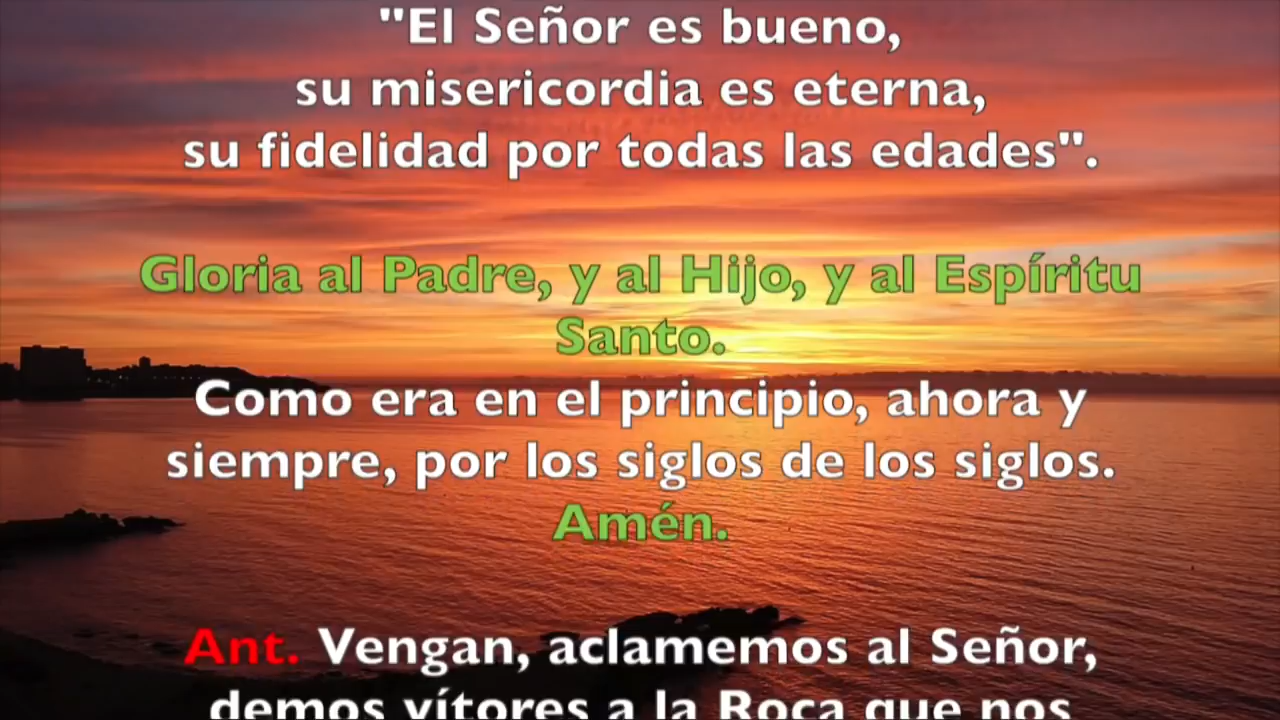 "El Señor es bueno,
su misericordia es eterna,
su fidelidad por todas las edades".
Gloria al Padre, y al Hijo, y al Espíritu
Santo.
Como era en el principio, ahora y
siempre, por los siglos de los siglos.
Amén.
Ant. Vengan, aclamemos al Señor,
demos vítores a la Roca que nos